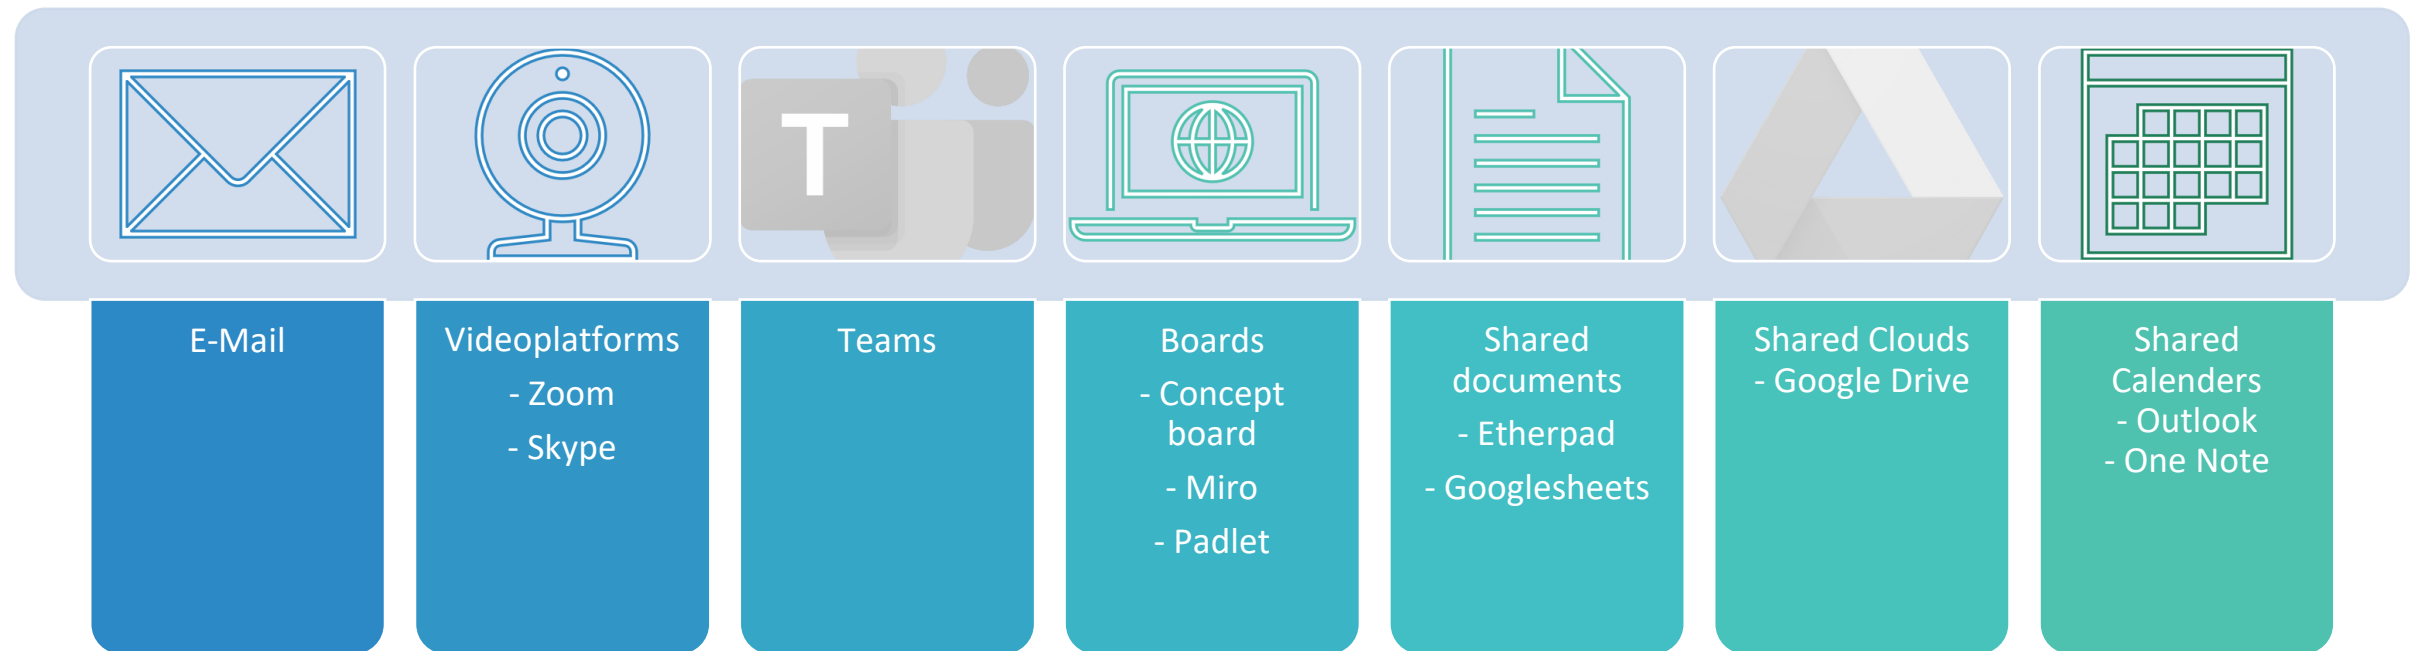 T
E-Mail
Videoplatforms
- Zoom
- Skype
Teams
Boards
- Concept
board
- Miro
- Padlet
Shared
documents
- Etherpad
- Googlesheets
Shared Clouds
- Google Drive
Shared
Calenders
- Outlook
- One Note